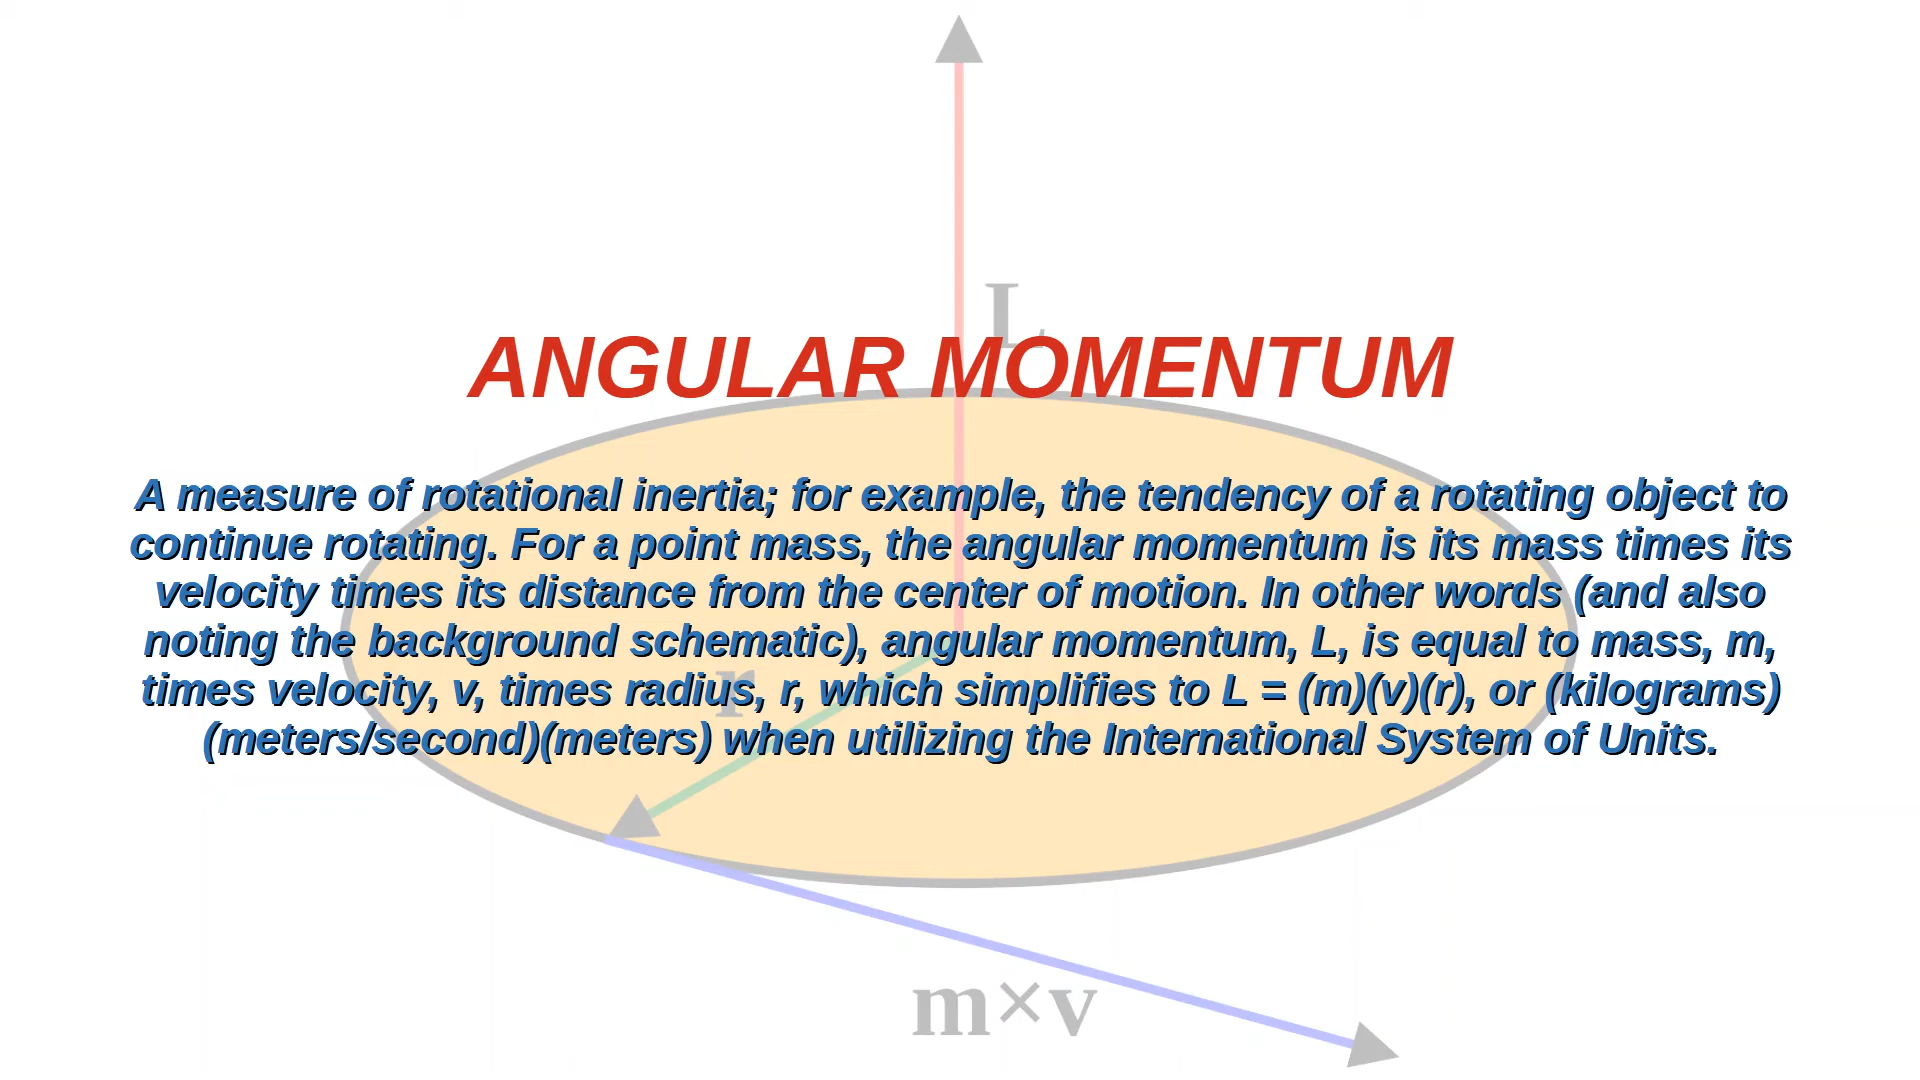 L
ANGULAR MOMENTUM
A measure of rotational inertia; for example, the tendency of a rotating object to
continue rotating. For a point mass, the angular momentum is its mass times its
velocity times its distance from the center of motion. In other words (and also
noting the background schematic), angular momentum, L, is equal to mass, m,
times velocity, v, times radius, r, which simplifies to L = (m)(v)(r), or (kilograms)
(meters/second)(meters) when utilizing the International System of Units.
r
m×v